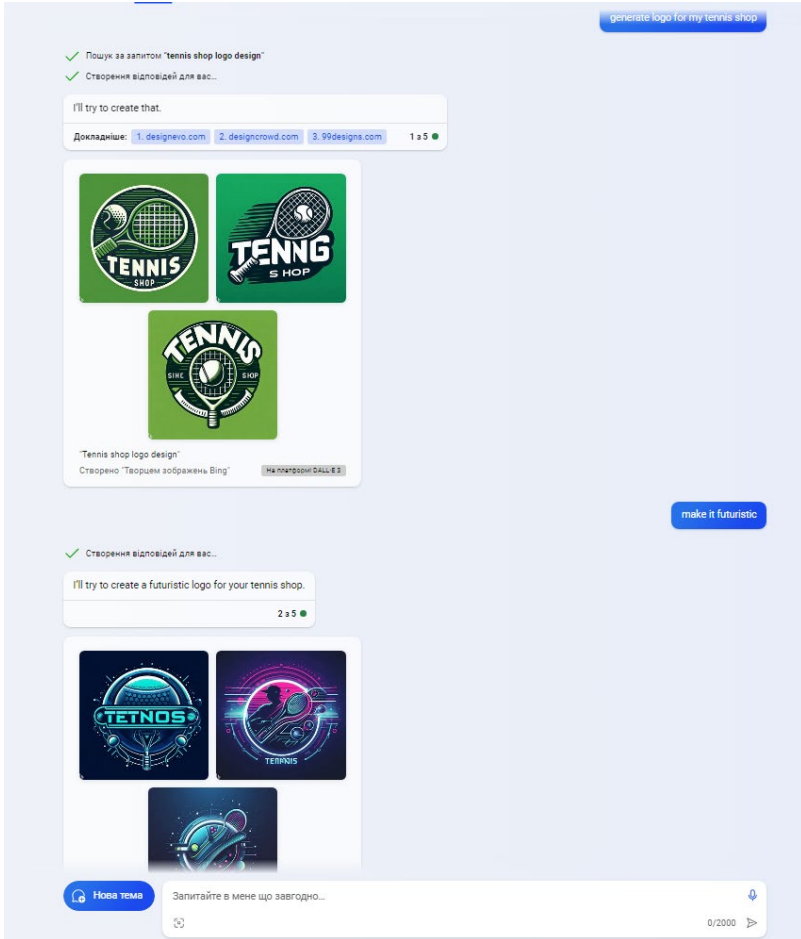 generate logo for my tennis shop
Пошук за запитом "tennis shop logo design"
Створення відповідей для вас...
I'll try to create that.
Докладніше: 1. designevo.com 2. designcrowd.com 3. 99designs.com 1 з 5
TENNIS
SHOP
TENNG
S HOP
TENNIS
SIHE SHOP
"Tennis shop logo design"
Створено "Творцем зображень Bing" На платформі DALL·E 3
make it futuristic
Створення відповідей для вас...
I'll try to create a futuristic logo for your tennis shop.
2 з 5
TETNOS
Нова тема
Запитайте в мене що завгодно...
0/2000